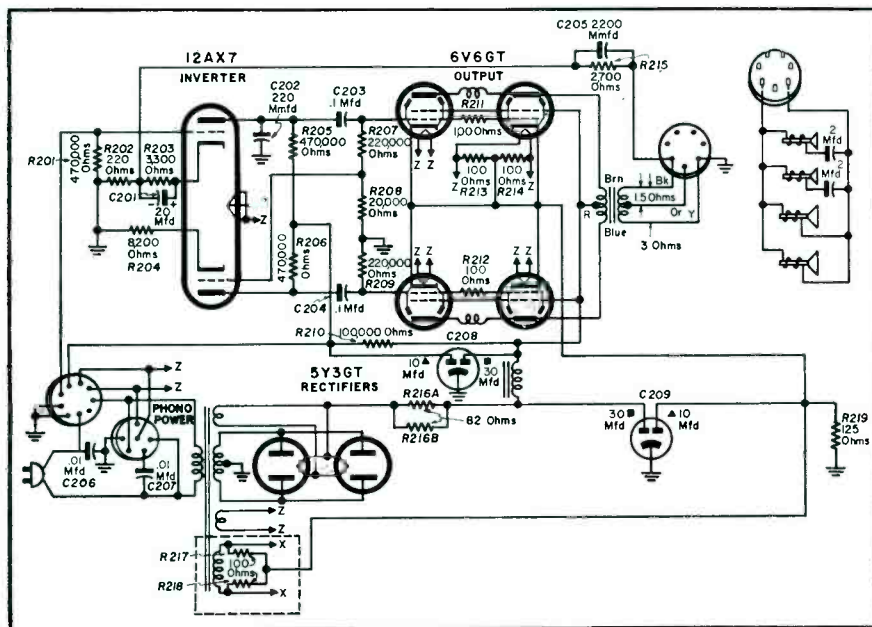 12AX7
INVERTER
C202
220
Mmfd
C203
.1 Mfd
6V6GT
OUTPUT
C205 2200
Mmfd
2700
Ohms
R215
R201
470,000
Ohms
R202
220
Ohms
R203
3,300
Ohms
C201
20
Mfd
+
8,200
Ohms
R204
R205
470,000
Ohms
R207
220,000
Ohms
R208
20,000
Ohms
R206
470,000
Ohms
220,000
Ohms
R209
C204
.1 Mfd
R210
100,000 Ohms
R211
100 Ohms
Z Z
100
Ohms
R213
100
Ohms
R214
Z
Z
Z Z
Z Z
R212
100
Ohms
Z
R
Brn
Blue
Bk
1.5 Ohms
Or
Y
3 Ohms
2
Mfd
2
Mfd
C208
10
Mfd
30
Mfd
5Y3GT
RECTIFIERS
R216A
82 Ohms
R216B
C209
30
Mfd
10
Mfd
R219
125
Ohms
Z
Z
PHONO
POWER
.01
Mfd
C206
.01
Mfd
C207
Z
Z
R217
100
Ohms
R218
X
X